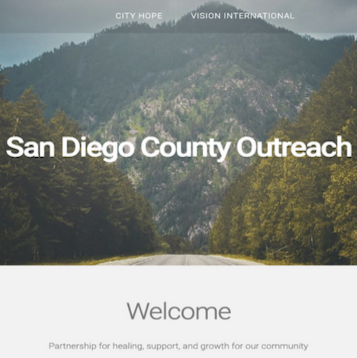 CITY HOPE VISION INTERNATIONAL
San Diego County Outreach
Welcome
Partnership for healing, support, and growth for our community